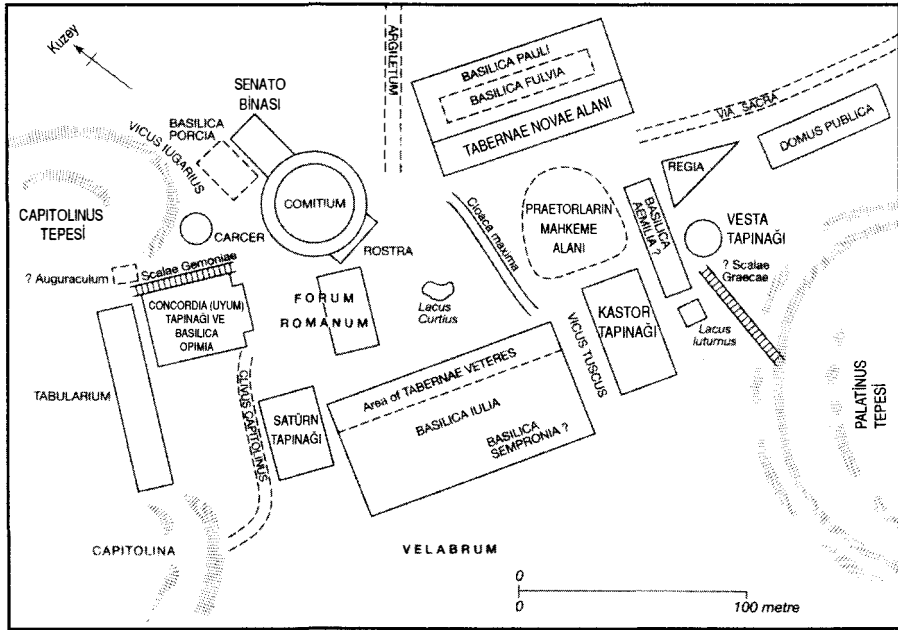 Kuzey
ARGILETUM
BASILICA PAULI
BASILICA FULVIA
TABERNAE NOVAE ALANI
VIA SACRA
DOMUS PUBLICA
SENATO
BİNASI
BASILICA
PORCIA
VICUS IUGARIUS
COMITIUM
CAPITOLINUS
TEPESİ
CARCER
ROSTRA
Cloaca maxima
PRAETORLARIN
MAHKEME
ALANI
REGIA
BASILICA
AEMILIA ?
VESTA
TAPINAĞI
? Scalae
Graecae
? Auguraculum
Scalae Gemoniae
CONCORDIA (UYUM)
TAPINAĞI VE
BASILICA
OPIMIA
FORUM
ROMANUM
Lacus
Curtius
KASTOR
TAPINAĞI
Lacus
Iuturnus
VICUS TUSCUS
TABULARIUM
CLIVUS CAPITOLINUS
SATÜRN
TAPINAĞI
Area of TABERNAE VETERES
BASILICA IULIA
BASILICA
SEMPRONIA ?
PALATİNUS
TEPESİ
CAPITOLINA
VELABRUM
0
0
100 metre